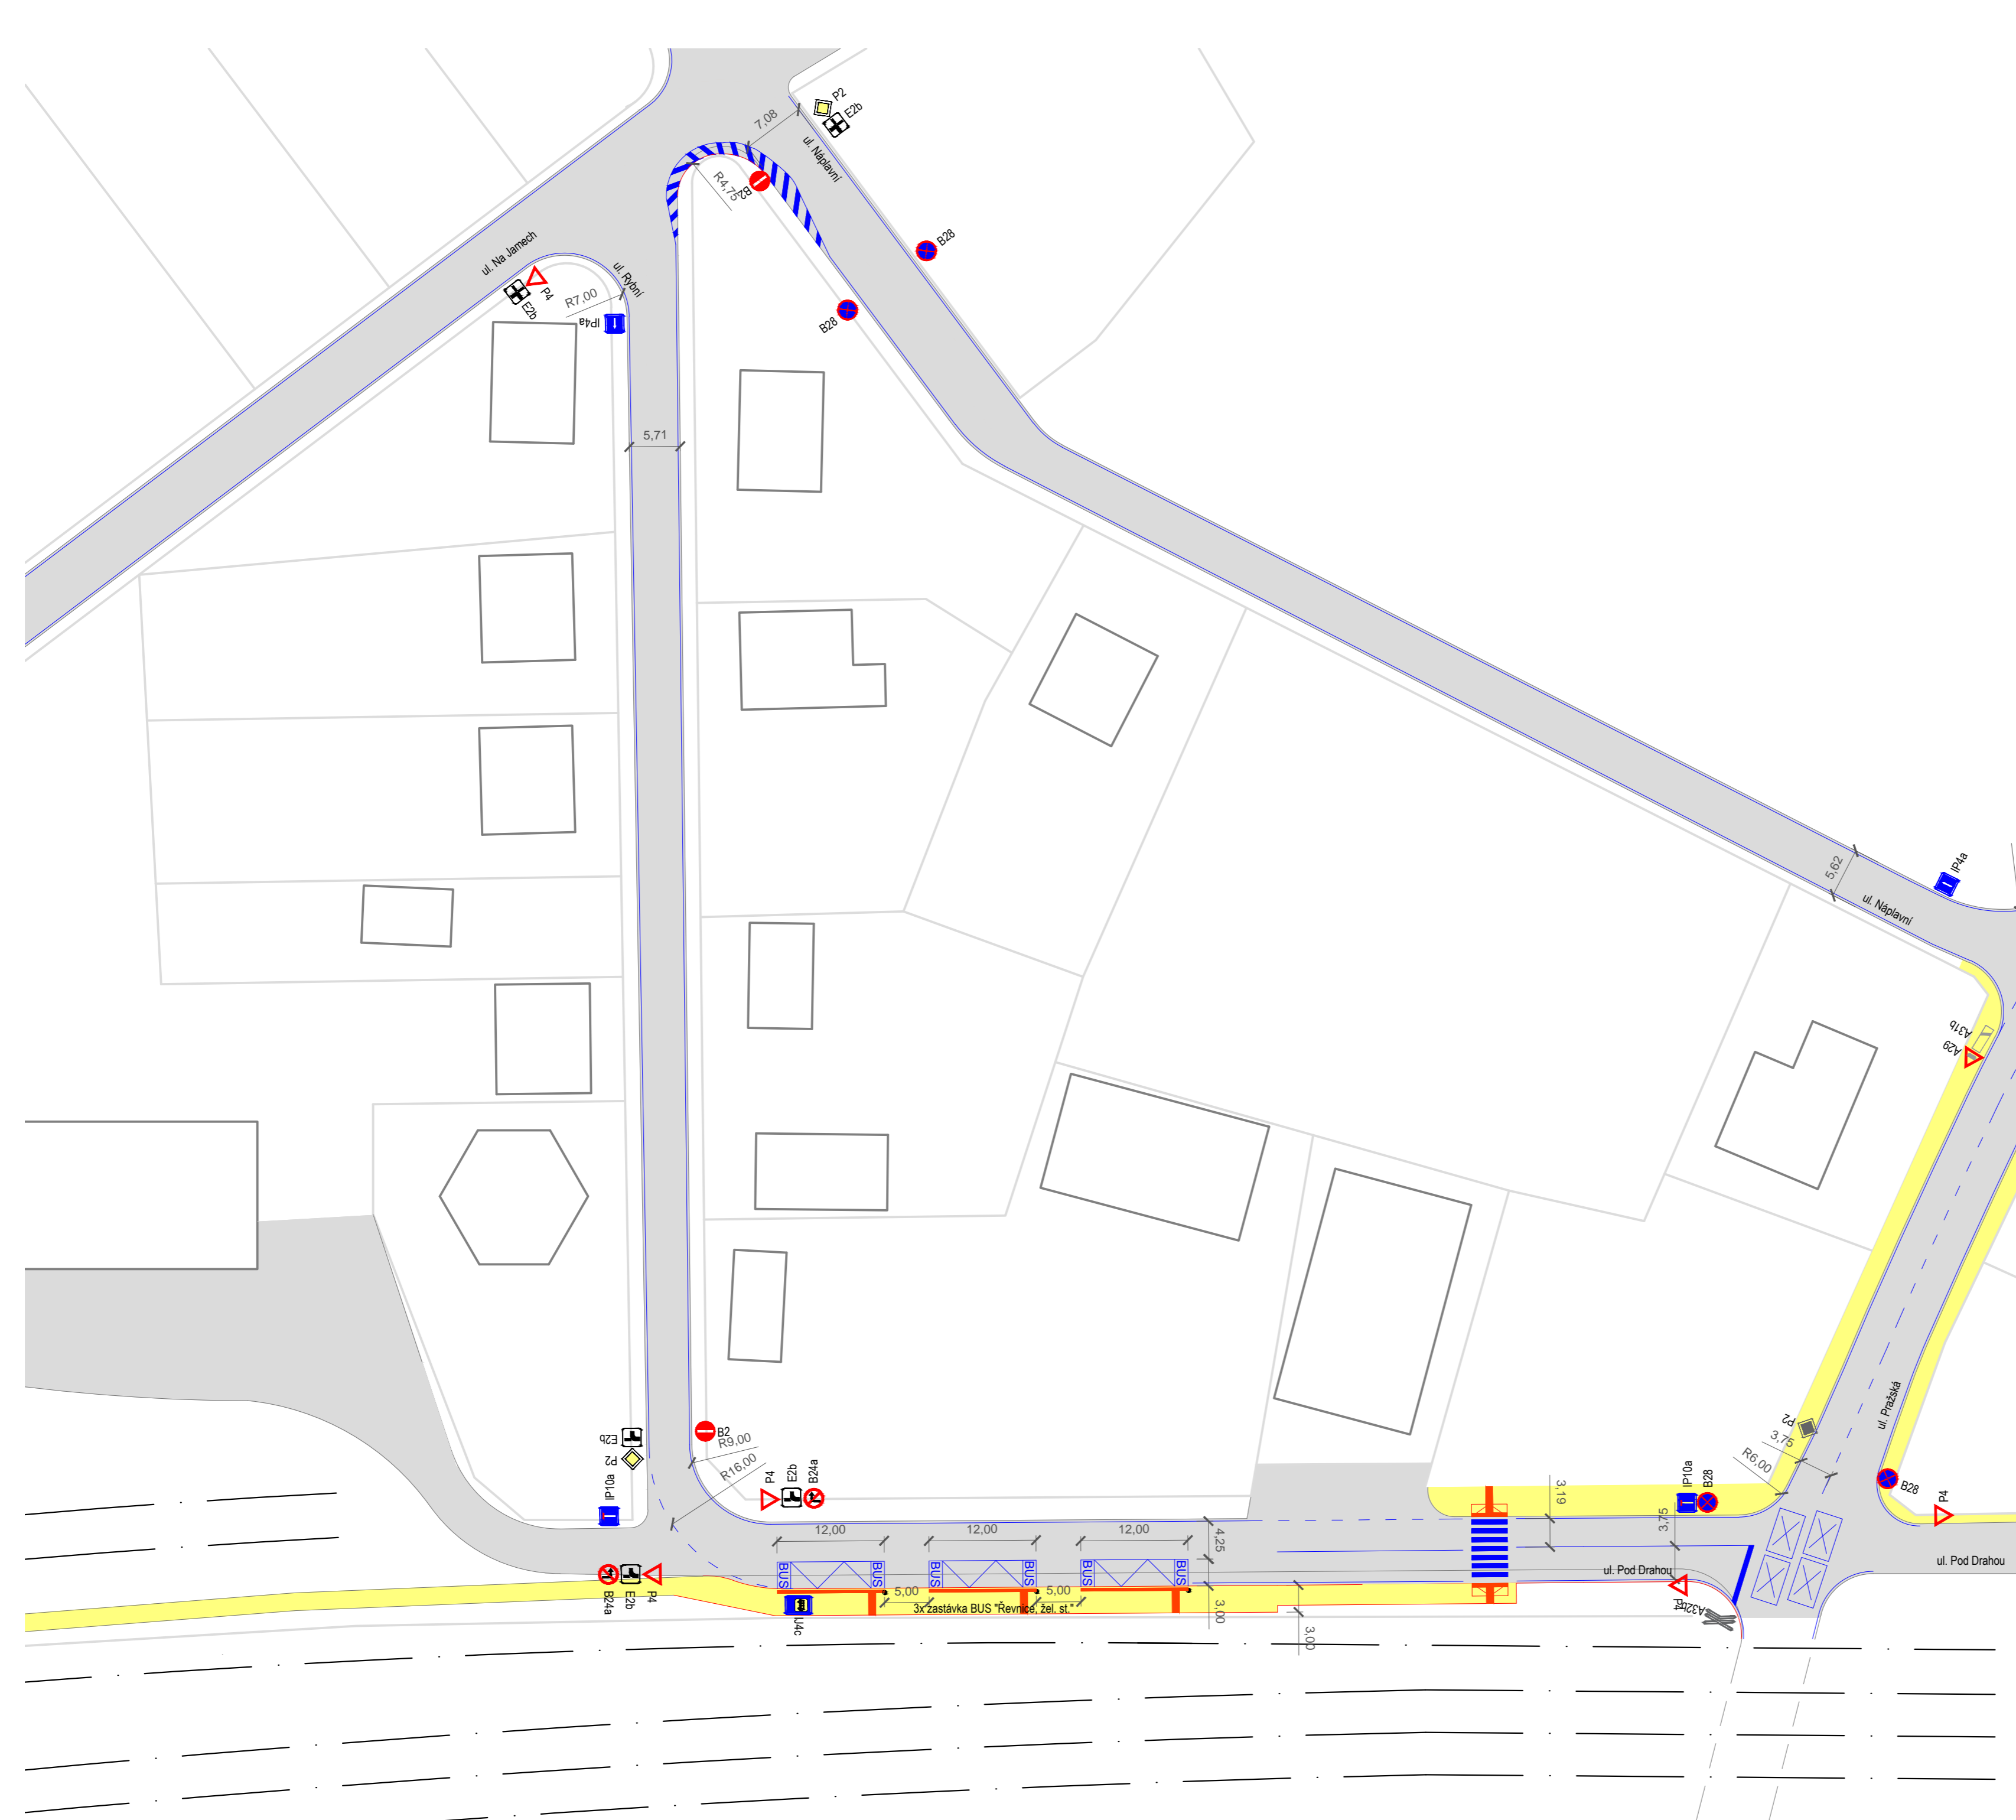 P2
E2b
7,08
ul. Náplavní
R4,75
B2
B28
ul. Na Jamech
ul. Rybní
P4
E2b
R7,00
IP4a
B28
5,71
5,62
IP4a
ul. Náplavní
A31b
A29
ul. Pražská
P2
3,75
R6,00
B28
P4
E2b
P2
IP10a
B2
R9,00
R16,00
P4
E2b
B24a
IP10a
B28
3,19
3,75
12,00
12,00
12,00
4,25
BUS
BUS
BUS
BUS
BUS
BUS
ul. Pod Drahou
ul. Pod Drahou
5,00
5,00
B24a
E2b
P4
U4c
3x zastávka BUS "Řevnice, žel. st."
3,00
3,00
P4
A32b